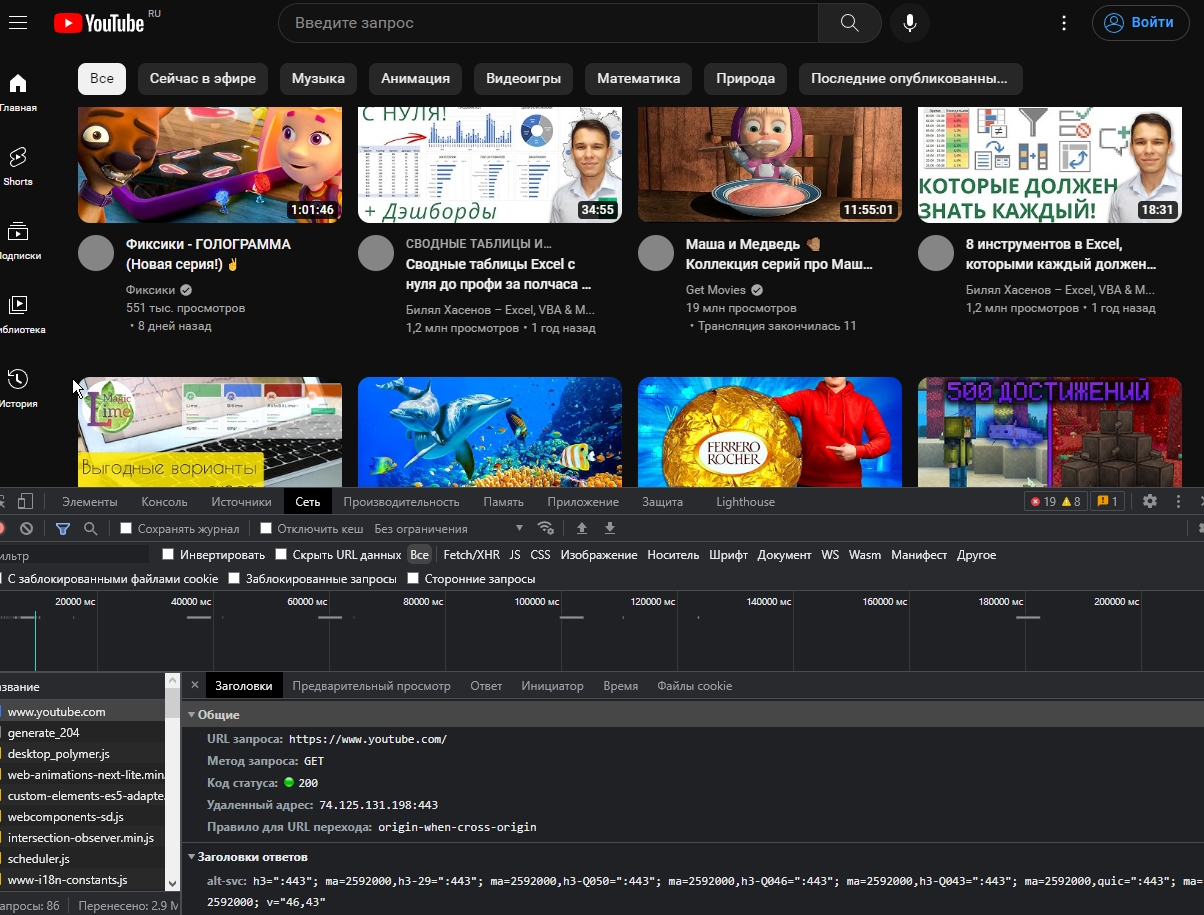 YouTube RU
Введите запрос
Войти
Все
Сейчас в эфире
Музыка
Анимация
Видеоигры
Математика
Природа
Последние опубликованны...
Главная
Shorts
Подписки
библиотека
История
1:01:46
С НУЛЯ!
+ Дэшборды
34:55
11:55:01
КОТОРЫЕ ДОЛЖЕН
ЗНАТЬ КАЖДЫЙ!
18:31
Фиксики - ГОЛОГРАММА
(Новая серия!) ✌
Фиксики
551 тыс. просмотров
• 8 дней назад
СВОДНЫЕ ТАБЛИЦЫ И...
Сводные таблицы Excel с
нуля до профи за полчаса ...
Билял Хасенов – Excel, VBA & M...
1,2 млн просмотров • 1 год назад
Маша и Медведь
Коллекция серий про Маш...
Get Movies
19 млн просмотров
• Трансляция закончилась 11
8 инструментов в Excel,
которыми каждый должен...
Билял Хасенов – Excel, VBA & M...
1,2 млн просмотров • 1 год назад
Magic
Lime
Выгодные варианты
FERRERO
ROCHER
500 ДОСТИЖЕНИЙ
Элементы Консоль Источники Сеть Производительность Память Приложение Защита Lighthouse 19 8 1
Сохранять журнал Отключить кеш Без ограничения
ильтр Инвертировать Скрыть URL данных Все Fetch/XHR JS CSS Изображение Носитель Шрифт Документ WS Wasm Манифест Другое
С заблокированными файлами cookie Заблокированные запросы Сторонние запросы
20000 мс 40000 мс 60000 мс 80000 мс 100000 мс 120000 мс 140000 мс 160000 мс 180000 мс 200000 мс
азвание
www.youtube.com
generate_204
desktop_polymer.js
web-animations-next-lite.min.
custom-elements-es5-adapte.
webcomponents-sd.js
intersection-observer.min.js
scheduler.js
www-i18n-constants.js
апросы: 86 Перенесено: 2.9 М
× Заголовки Предварительный просмотр Ответ Инициатор Время Файлы cookie
Общие
URL запроса: https://www.youtube.com/
Метод запроса: GET
Код статуса: 200
Удаленный адрес: 74.125.131.198:443
Правило для URL перехода: origin-when-cross-origin
Заголовки ответов
alt-svc: h3=":443"; ma=2592000,h3-29=":443"; ma=2592000,h3-Q050=":443"; ma=2592000,h3-Q046=":443"; ma=2592000,h3-Q043=":443"; ma=2592000,quic=":443"; ma=
2592000; v="46,43"